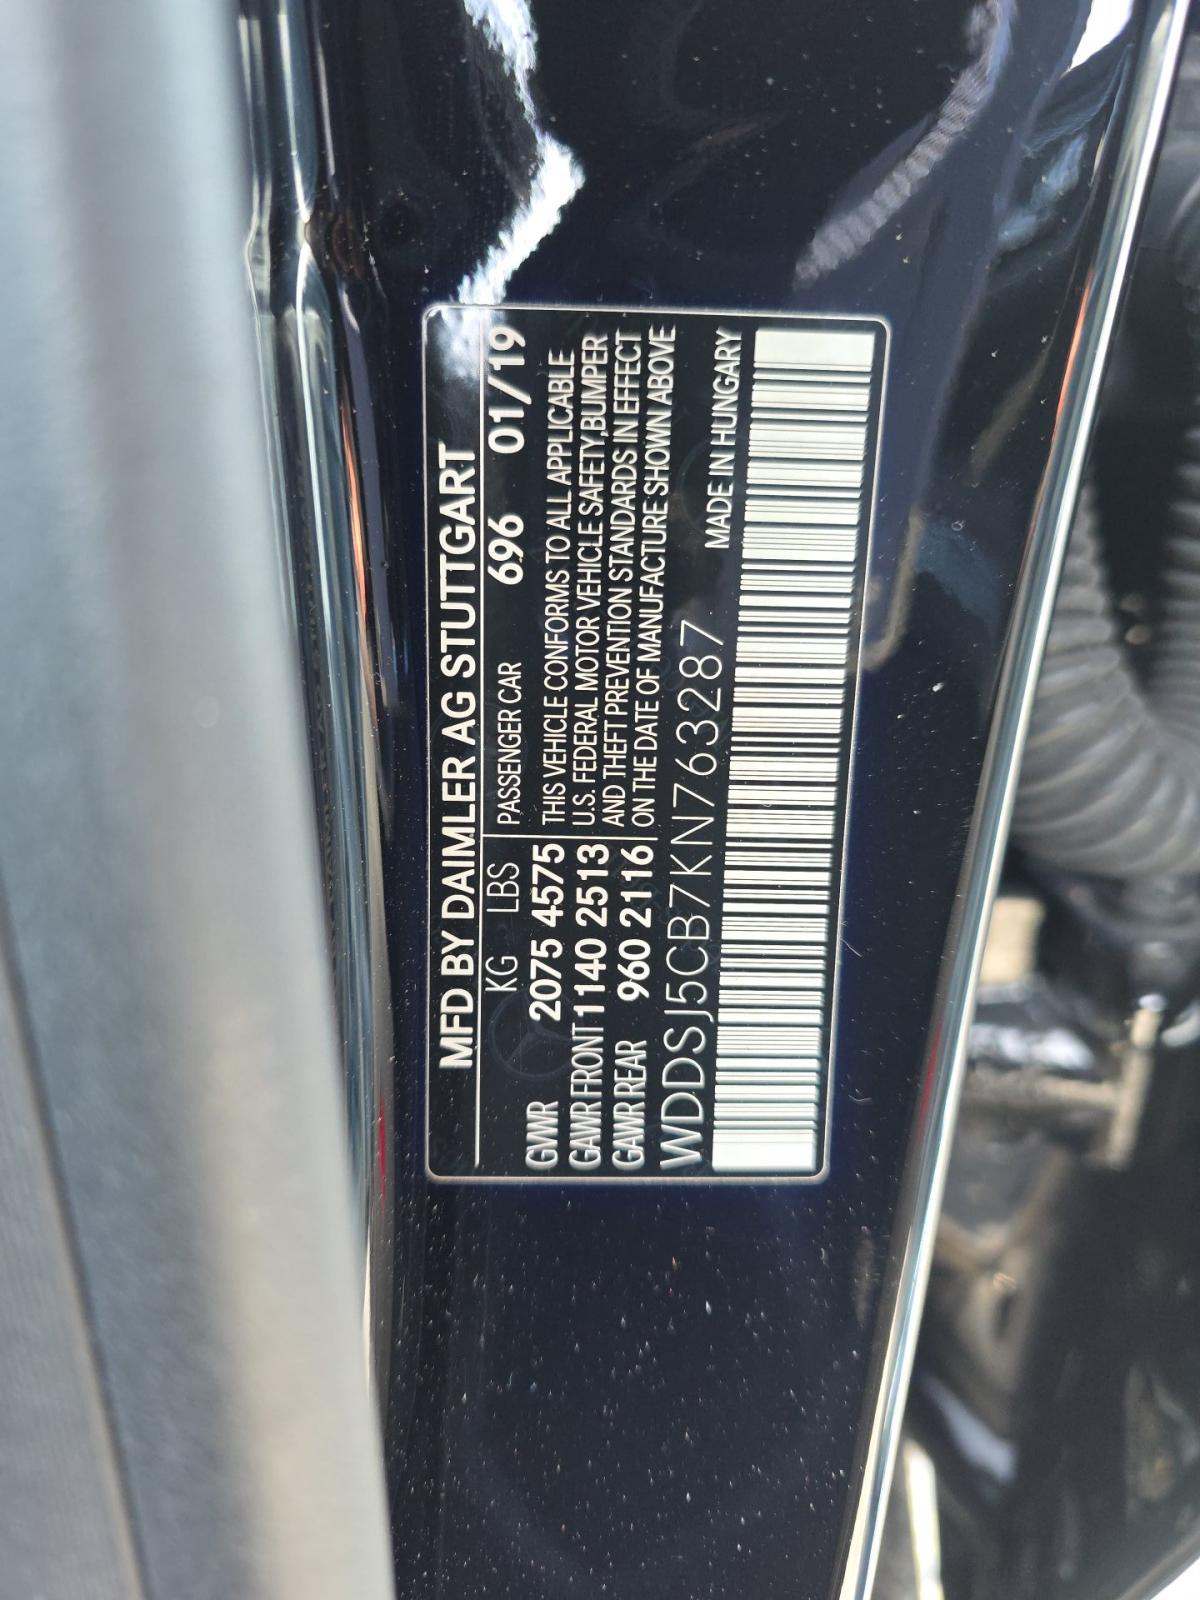 MFD BY DAIMLER AG STUTTGART
KG LBS PASSENGER CAR 696 01/19
GVWR 2075 4575 THIS VEHICLE CONFORMS TO ALL APPLICABLE
GAWR FRONT 1140 2513 U.S. FEDERAL MOTOR VEHICLE SAFETY,BUMPER
GAWR REAR 960 2116 AND THEFT PREVENTION STANDARDS IN EFFECT
ON THE DATE OF MANUFACTURE SHOWN ABOVE
WDDSJ5CB7KN763287 MADE IN HUNGARY